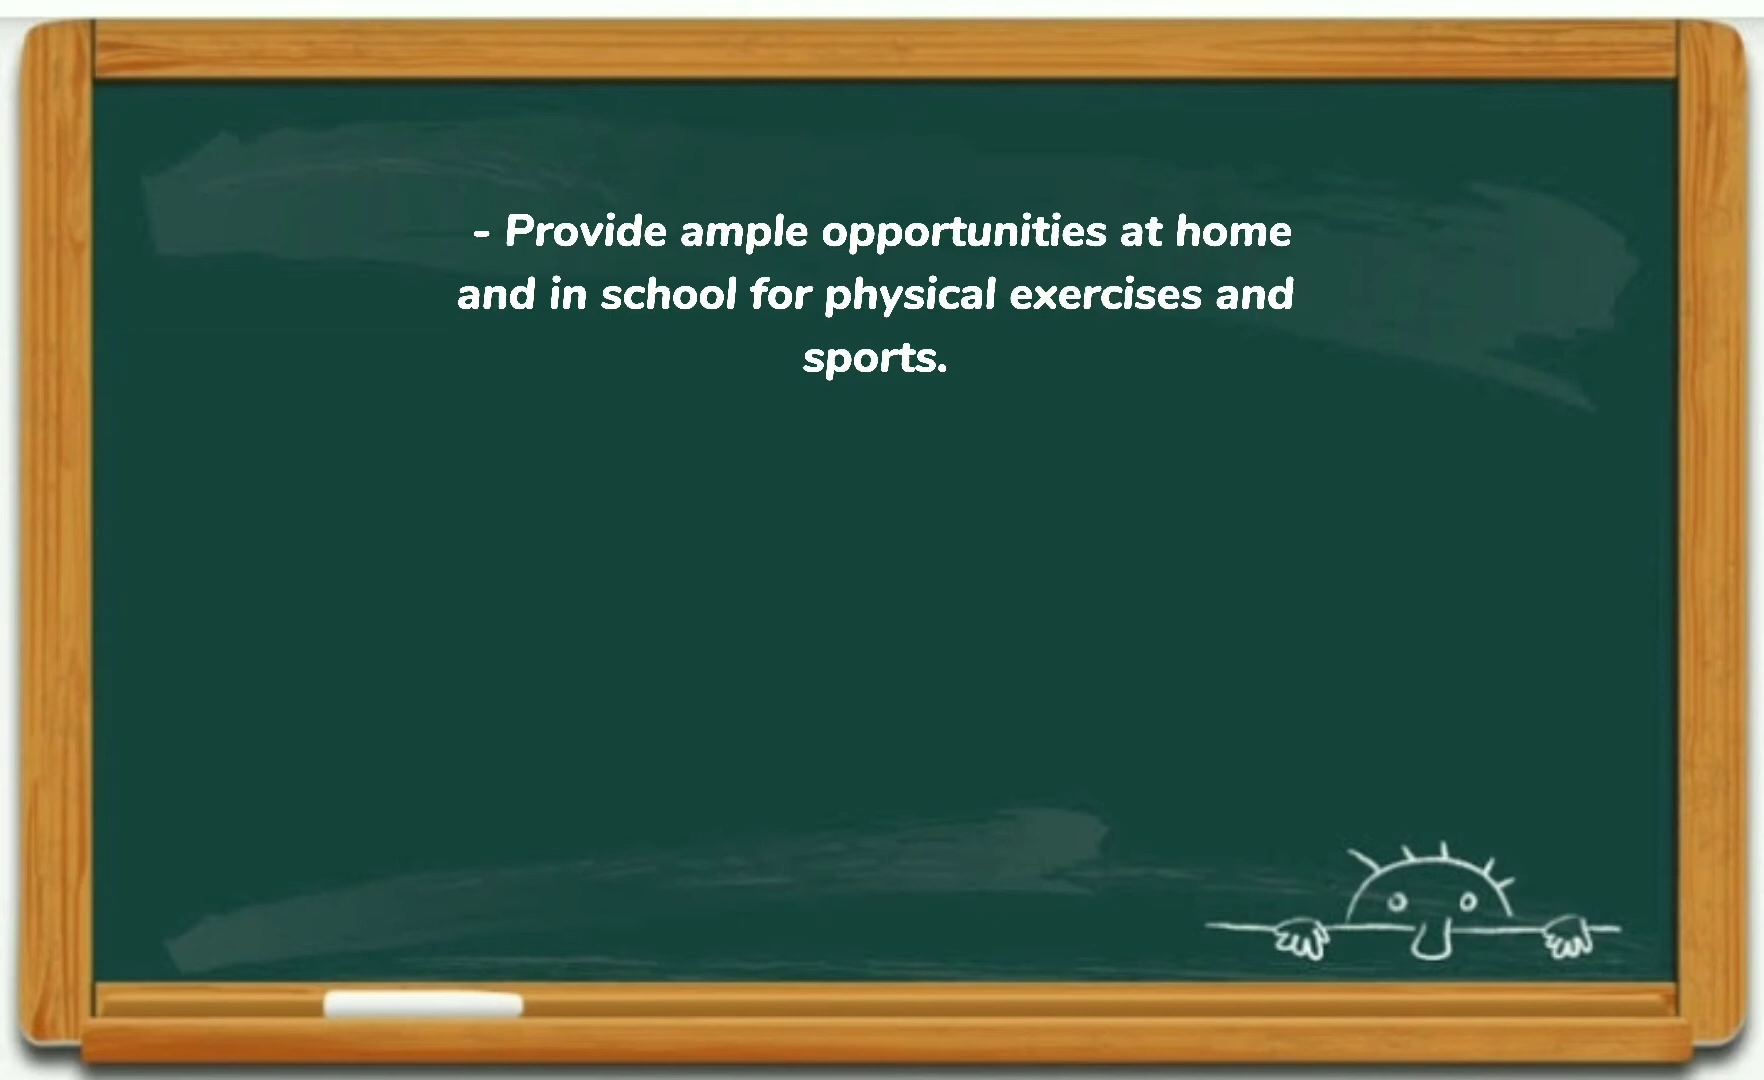 - Provide ample opportunities at home
and in school for physical exercises and
sports.